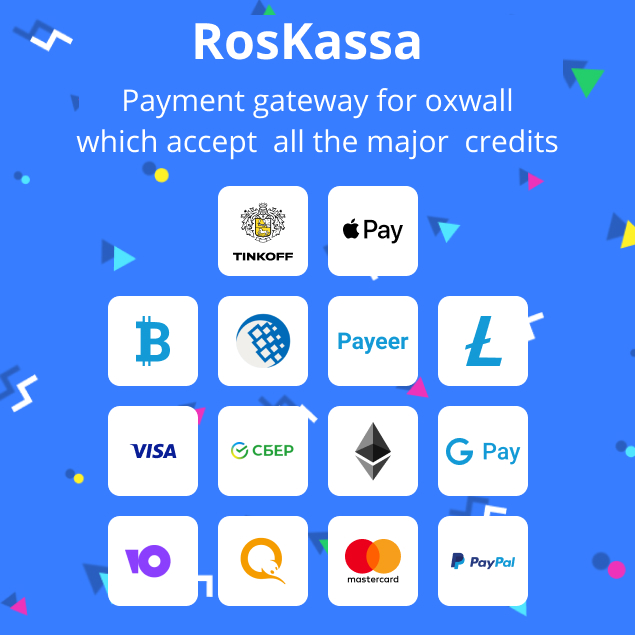 RosKassa
Payment gateway for oxwall
which accept all the major credits
TINKOFF
Pay
Payeer
VISA
СБЕР
G Pay
Ю
mastercard
PayPal